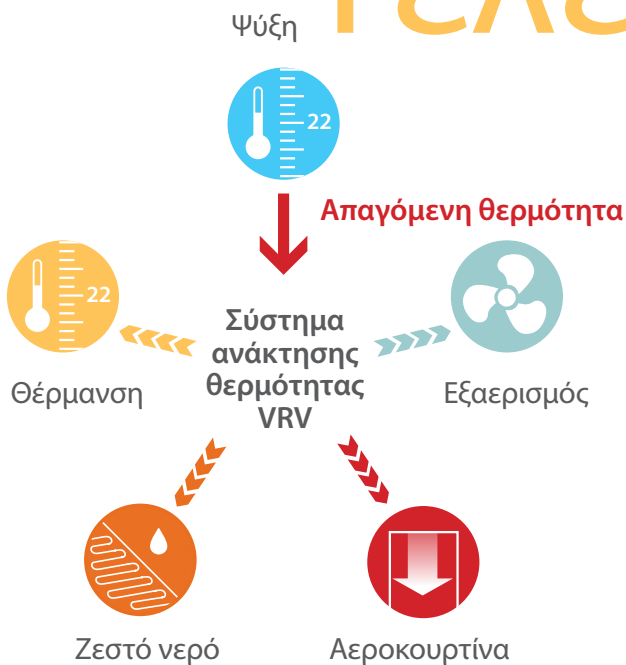 Ψύξη
22
Απαγόμενη θερμότητα
22
Σύστημα
ανάκτησης
θερμότητας
VRV
Θέρμανση
Εξαερισμός
Ζεστό νερό
Αεροκουρτίνα